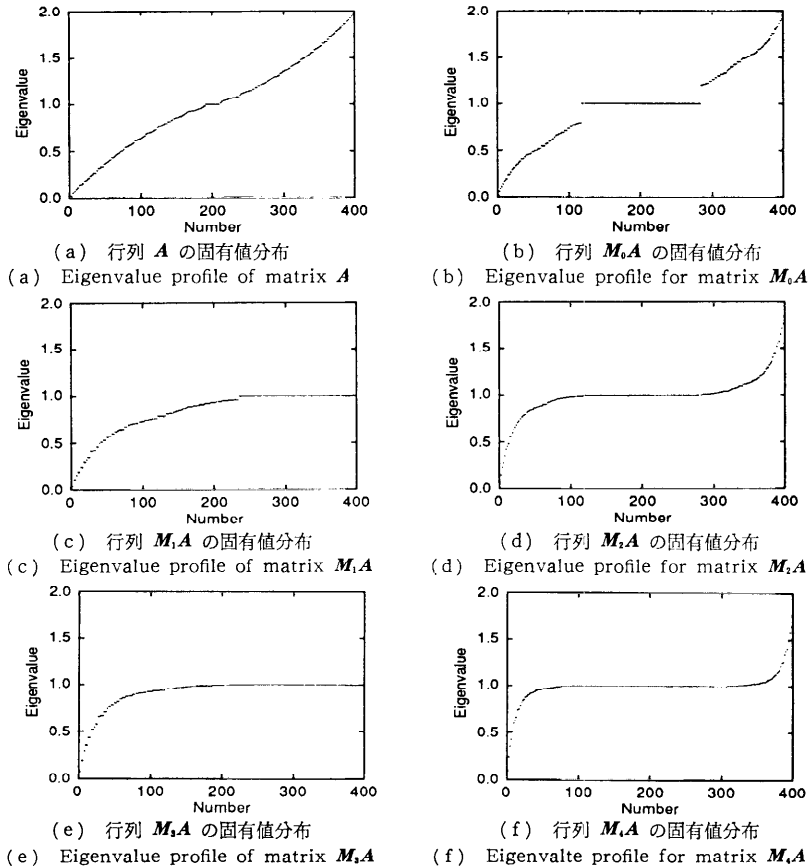 2.0
1.5
1.0
0.5
0.0
Eigenvalue
0 100 200 300 400
Number
(a) 行列 A の固有値分布
(a) Eigenvalue profile of matrix A
2.0
1.5
1.0
0.5
0.0
Eigenvalue
0 100 200 300 400
Number
(b) 行列 M₀A の固有値分布
(b) Eigenvalue profile for matrix M₀A
2.0
1.5
1.0
0.5
0.0
Eigenvalue
0 100 200 300 400
Number
(c) 行列 M₁A の固有値分布
(c) Eigenvalue profile of matrix M₁A
2.0
1.5
1.0
0.5
0.0
Eigenvalue
0 100 200 300 400
Number
(d) 行列 M₂A の固有値分布
(d) Eigenvalue profile for matrix M₂A
2.0
1.5
1.0
0.5
0.0
Eigenvalue
0 100 200 300 400
Number
(e) 行列 M₃A の固有値分布
(e) Eigenvalue profile of matrix M₃A
2.0
1.5
1.0
0.5
0.0
Eigenvalue
0 100 200 300 400
Number
(f) 行列 M₄A の固有値分布
(f) Eigenvalte profile for matrix M₄A